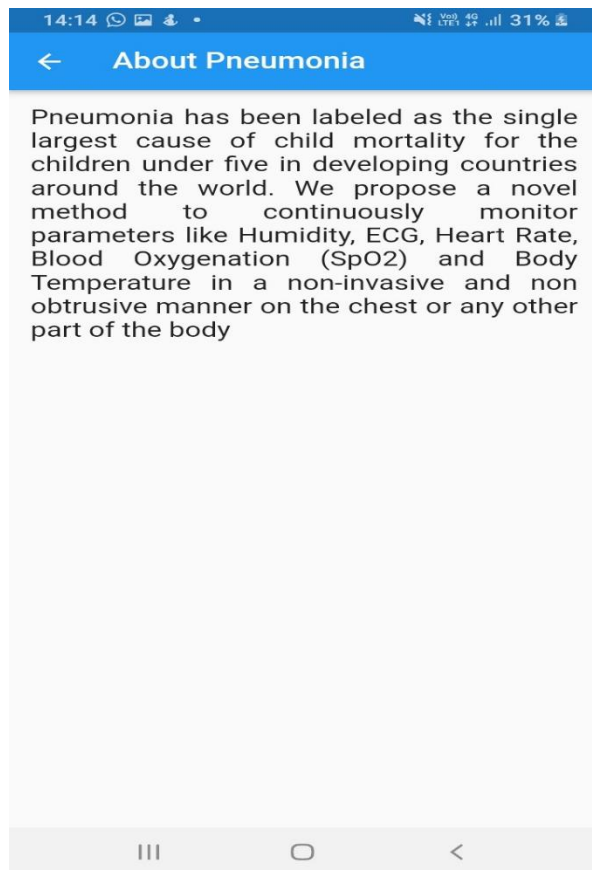 14:14 31%
About Pneumonia
Pneumonia has been labeled as the single
largest cause of child mortality for the
children under five in developing countries
around the world. We propose a novel
method to continuously monitor
parameters like Humidity, ECG, Heart Rate,
Blood Oxygenation (SpO2) and Body
Temperature in a non-invasive and non
obtrusive manner on the chest or any other
part of the body